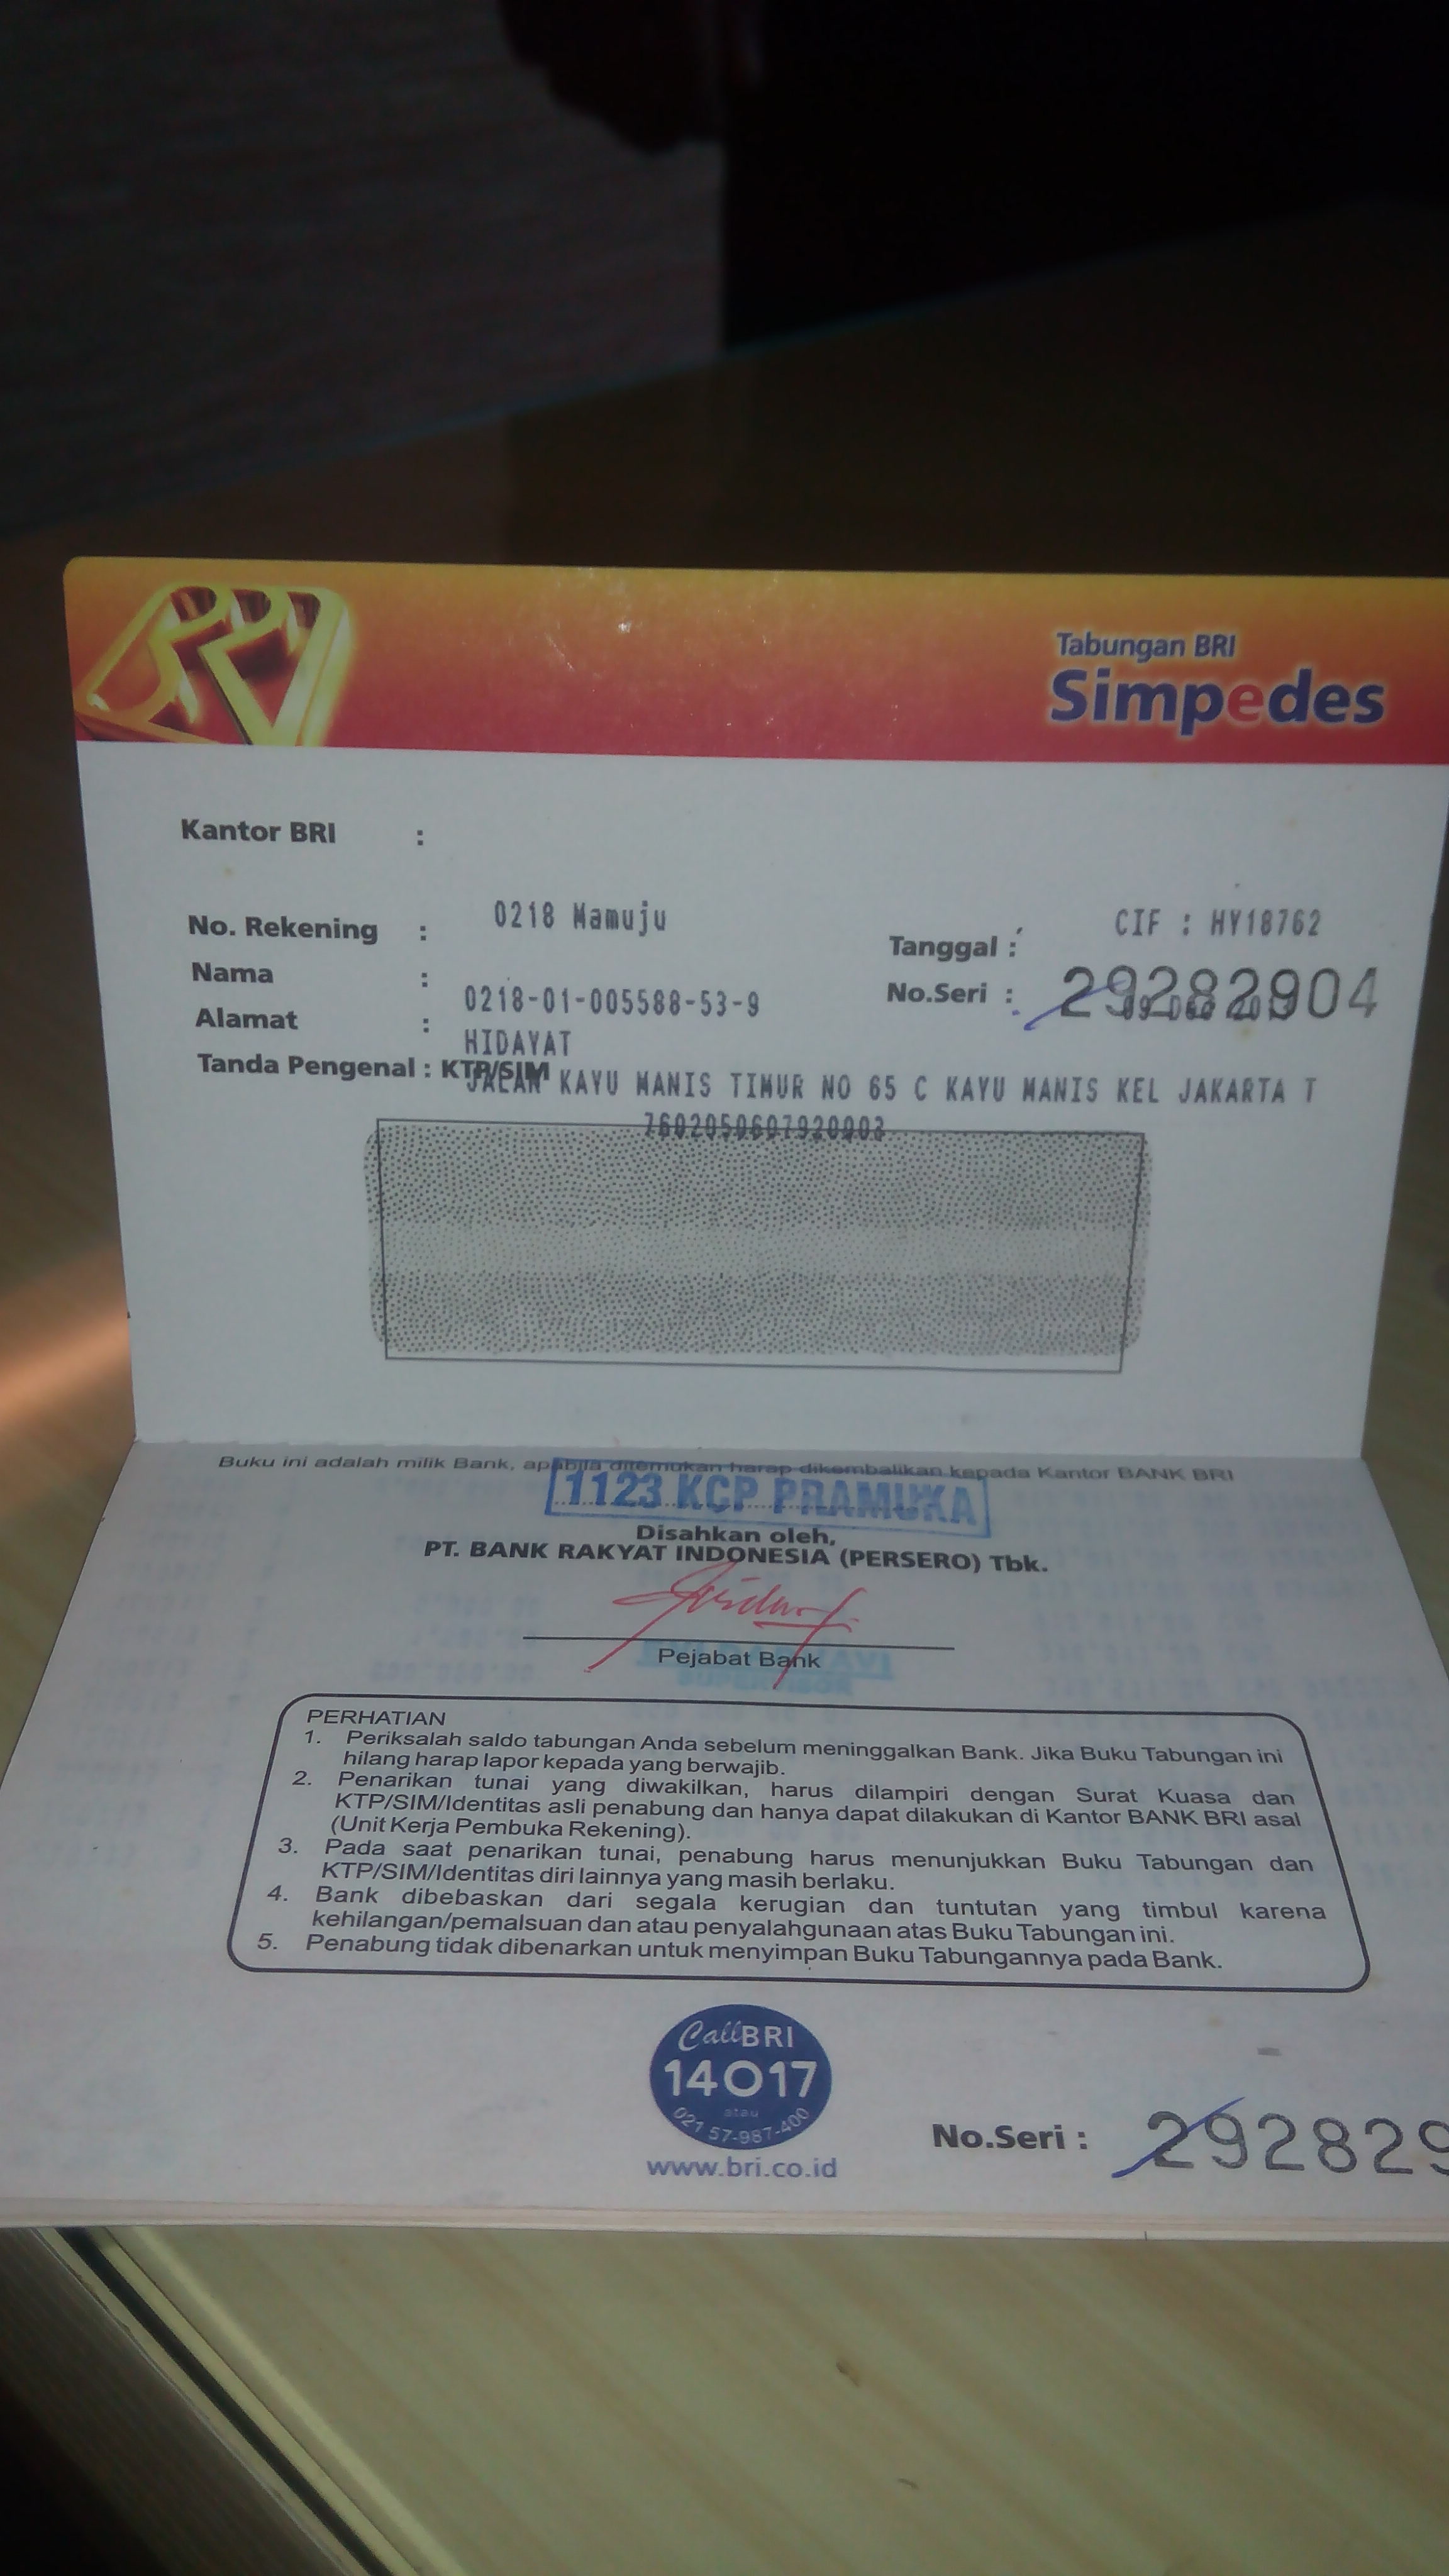 BRI
Tabungan BRI
Simpedes
Kantor BRI :
0218 Mamuju
CIF : HY18762
No. Rekening :
Tanggal :
Nama :
0218-01-005588-53-9
No.Seri : 29282904
Alamat :
HIDAYAT
Tanda Pengenal : KTP/SIM
JALAN KAYU MANIS TIMUR NO 65 C KAYU MANIS KEL JAKARTA T
Buku ini adalah milik Bank, apabila ditemukan harap dikembalikan kepada Kantor BANK BRI
1123 KCP PRAMUKA
Disahkan oleh,
PT. BANK RAKYAT INDONESIA (PERSERO) Tbk.
Pejabat Bank
PERHATIAN
1. Periksalah saldo tabungan Anda sebelum meninggalkan Bank. Jika Buku Tabungan ini
hilang harap lapor kepada yang berwajib.
2. Penarikan tunai yang diwakilkan, harus dilampiri dengan Surat Kuasa dan
KTP/SIM/Identitas asli penabung dan hanya dapat dilakukan di Kantor BANK BRI asal
(Unit Kerja Pembuka Rekening).
3. Pada saat penarikan tunai, penabung harus menunjukkan Buku Tabungan dan
KTP/SIM/Identitas diri lainnya yang masih berlaku.
4. Bank dibebaskan dari segala kerugian dan tuntutan yang timbul karena
kehilangan/pemalsuan dan atau penyalahgunaan atas Buku Tabungan ini.
5. Penabung tidak dibenarkan untuk menyimpan Buku Tabungannya pada Bank.
CallBRI
14017
atau
021 57-987-400
www.bri.co.id
No.Seri : 292829